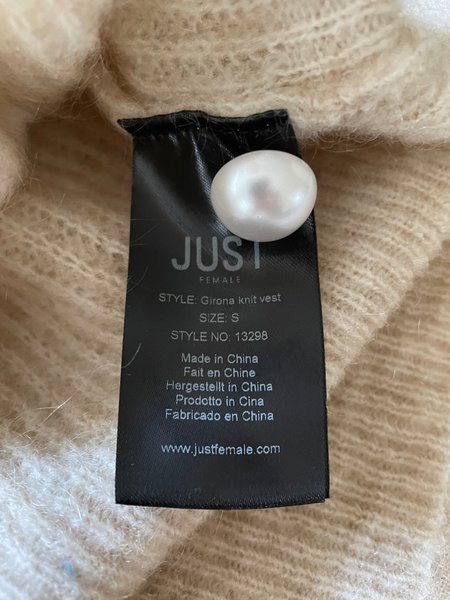 JUST
FEMALE
STYLE: Girona knit vest
SIZE: S
STYLE NO: 13298
Made in China
Fait en Chine
Hergestellt in China
Prodotto in Cina
Fabricado en China
www.justfemale.com